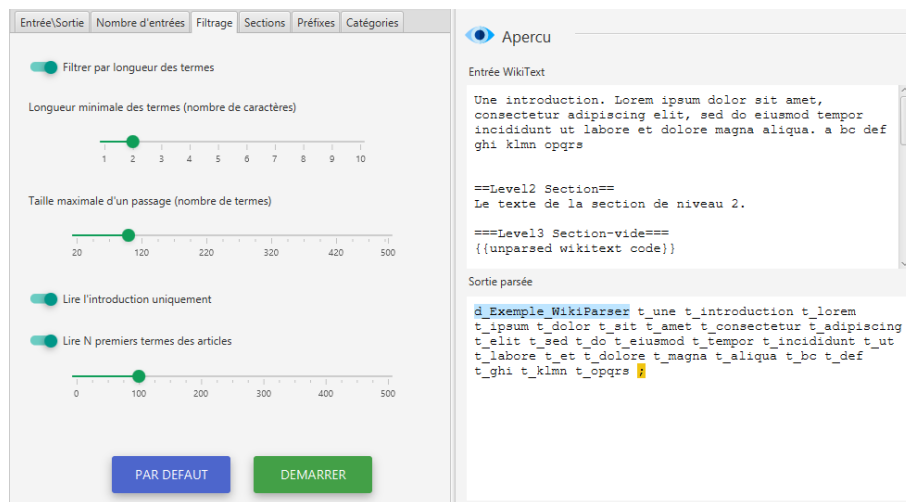 Entrée\Sortie Nombre d'entrées Filtrage Sections Préfixes Catégories
Filtrer par longueur des termes
Longueur minimale des termes (nombre de caractères)
1 2 3 4 5 6 7 8 9 10
Taille maximale d'un passage (nombre de termes)
20 120 220 320 420 500
Lire l'introduction uniquement
Lire N premiers termes des articles
0 100 200 300 400 500
PAR DEFAUT DEMARRER
Apercu
Entrée WikiText
Une introduction. Lorem ipsum dolor sit amet,
consectetur adipiscing elit, sed do eiusmod tempor
incididunt ut labore et dolore magna aliqua. a bc def
ghi klmn opqrs
==Level2 Section==
Le texte de la section de niveau 2.
===Level3 Section-vide===
{{unparsed wikitext code}}
Sortie parsée
d_Exemple_WikiParser t_une t_introduction t_lorem
t_ipsum t_dolor t_sit t_amet t_consectetur t_adipiscing
t_elit t_sed t_do t_eiusmod t_tempor t_incididunt t_ut
t_labore t_et t_dolore t_magna t_aliqua t_bc t_def
t_ghi t_klmn t_opqrs ;